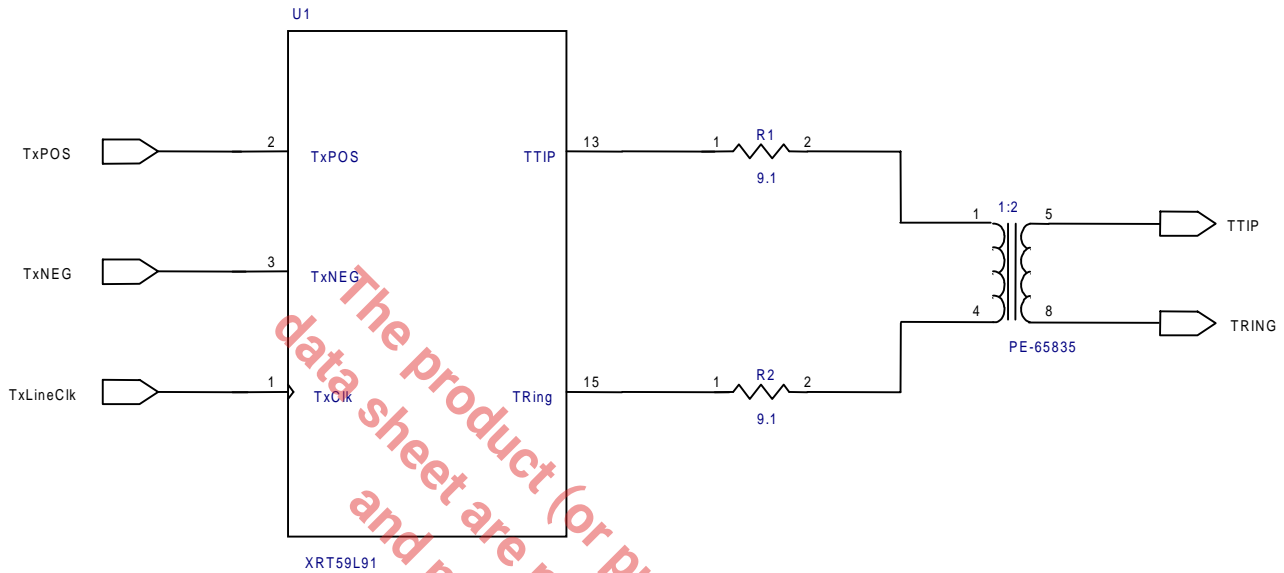 U1
TxPOS
2
TxPOS
TTIP
13
1
R1
2
9.1
1
1:2
5
TTIP
TxNEG
3
TxNEG
4
8
TRING
PE-65835
TxLineClk
1
TxClk
TRing
15
1
R2
2
9.1
XRT59L91
The product (or pr
data sheet are
and